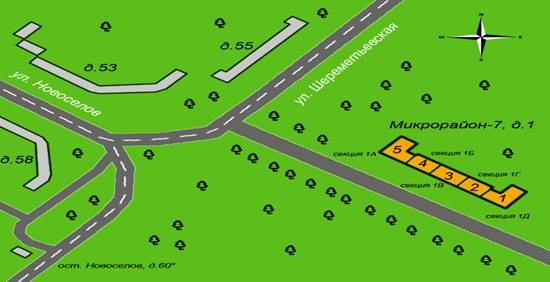 д.55
д.53
ул. Новоселов
ул. Шереметьевская
N
W
E
S
Микрорайон-7, д.1
секция 1А
секция 1Б
секция 1Г
секция 1В
секция 1Д
5
4
3
2
1
д.58
ост. Новоселов, д.60"